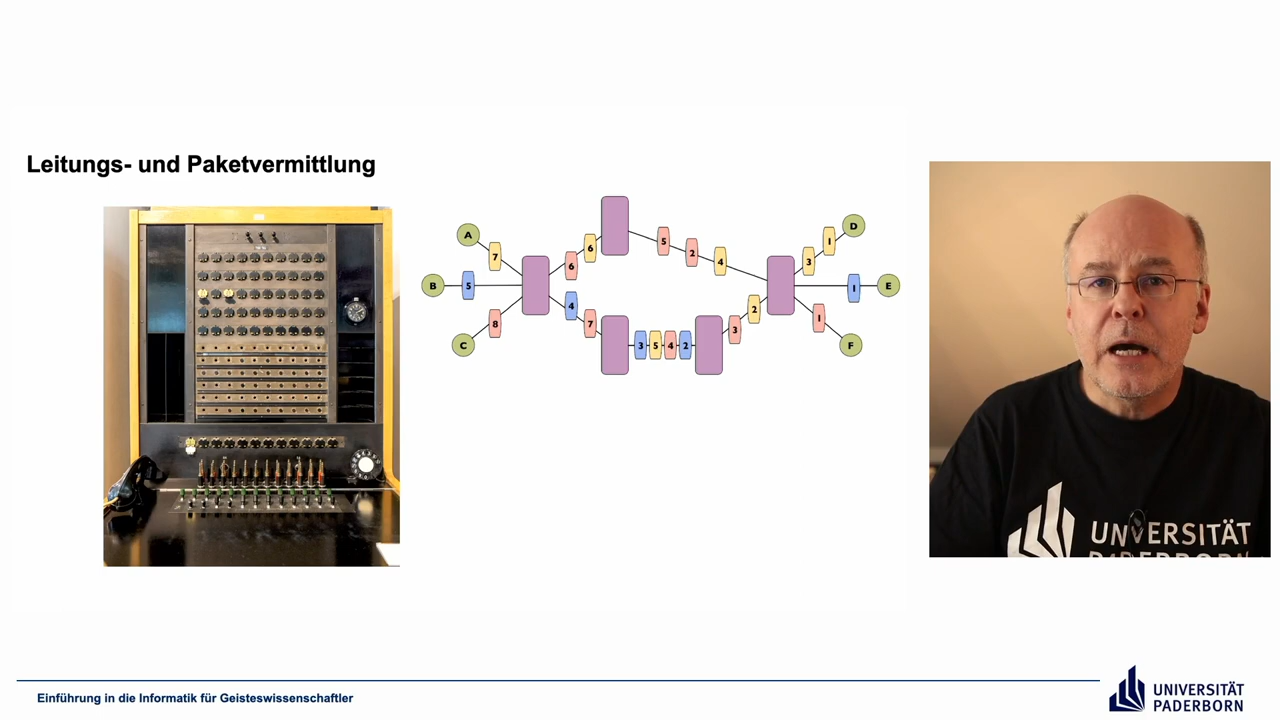 Leitungs- und Paketvermittlung
A
7
B
5
C
8
6
6
4
7
5
2
4
3
5
4
2
3
2
3
1
D
1
E
1
F
UNIVERSITÄT
PADERBORN
Einführung in die Informatik für Geisteswissenschaftler
UNIVERSITÄT
PADERBORN